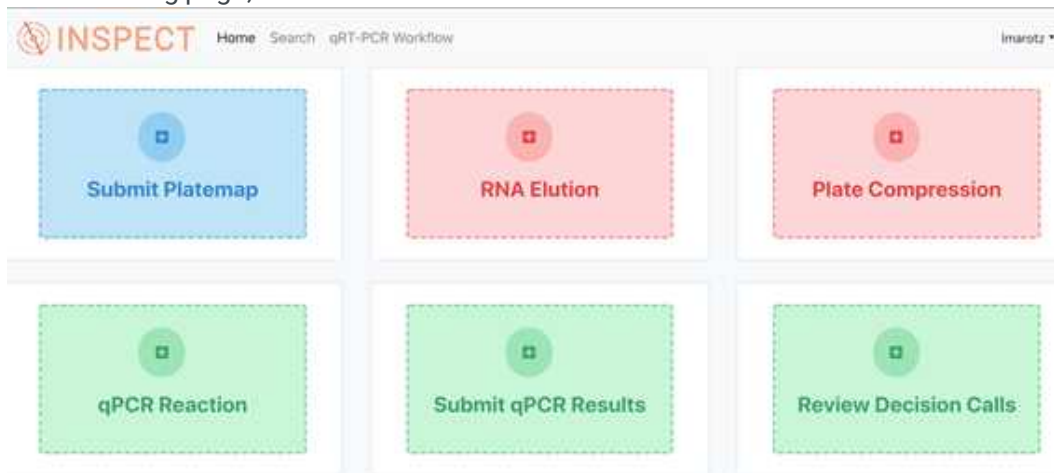 INSPECT Home Search qRT-PCR Workflow lmarotz
Submit Platemap RNA Elution Plate Compression
qPCR Reaction Submit qPCR Results Review Decision Calls